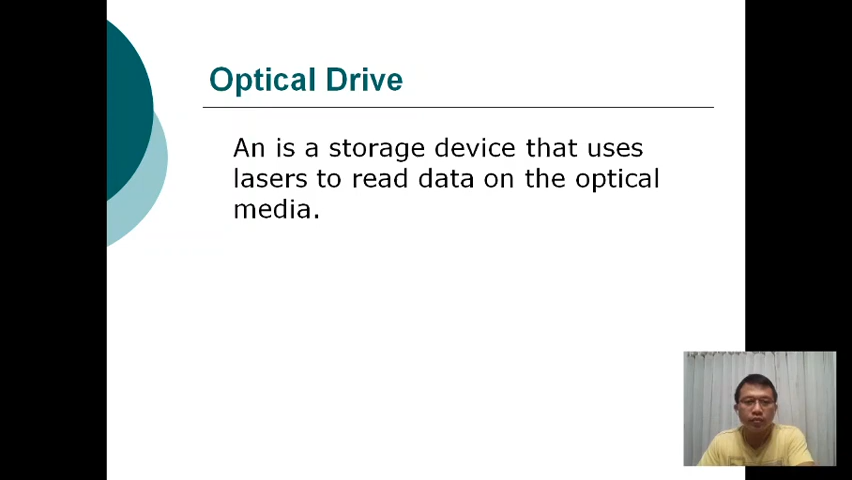 Optical Drive
An is a storage device that uses
lasers to read data on the optical
media.